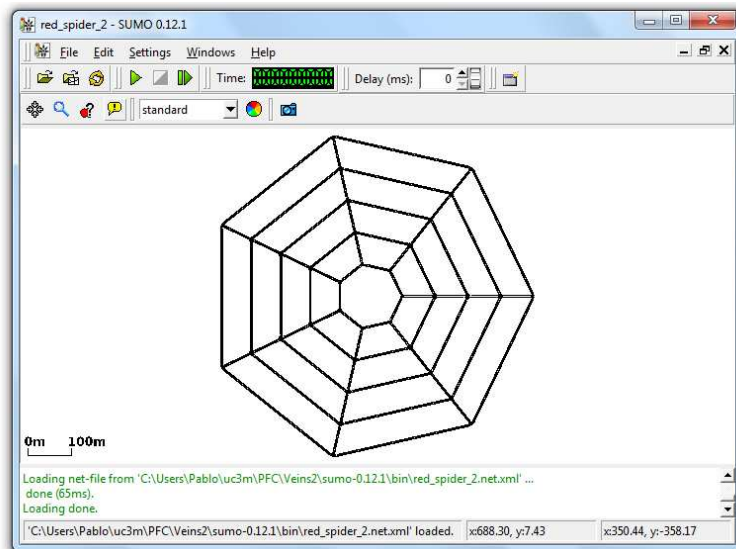 red_spider_2 - SUMO 0.12.1
File Edit Settings Windows Help
Time: Delay (ms): 0
standard
0m 100m
Loading net-file from 'C:\Users\Pablo\uc3m\PFC\Veins2\sumo-0.12.1\bin\red_spider_2.net.xml' ...
done (65ms).
Loading done.
'C:\Users\Pablo\uc3m\PFC\Veins2\sumo-0.12.1\bin\red_spider_2.net.xml' loaded. x:688.30, y:7.43 x:350.44, y:-358.17